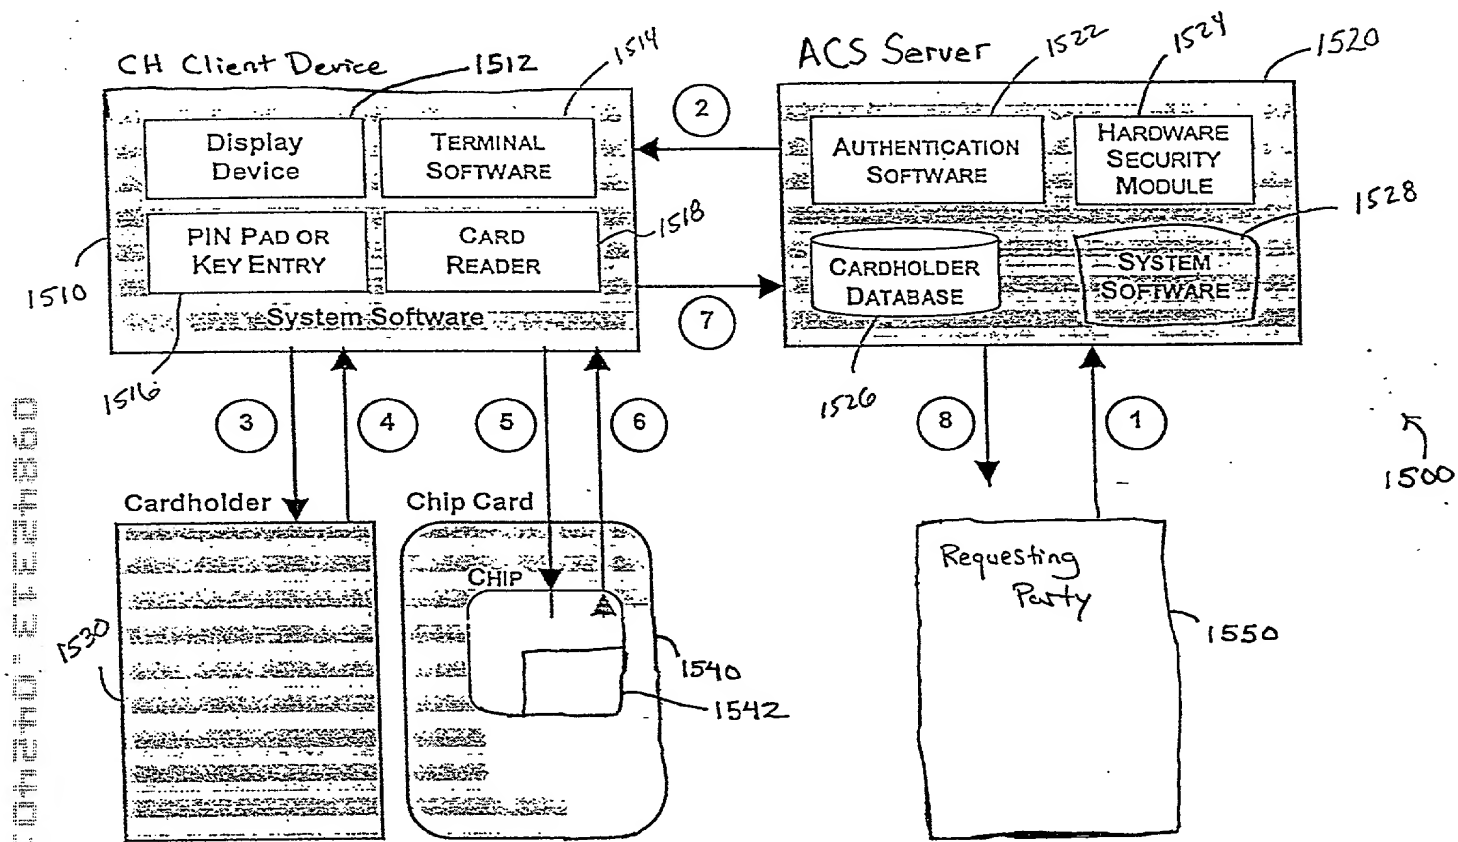 CH Client Device
1512
1514
ACS Server
1522
1524
1520
2
Display
Device
TERMINAL
SOFTWARE
AUTHENTICATION
SOFTWARE
HARDWARE
SECURITY
MODULE
1528
1518
PIN PAD OR
KEY ENTRY
CARD
READER
CARDHOLDER
DATABASE
SYSTEM
SOFTWARE
1510
System Software
7
1516
1526
3
4
5
6
8
1
1500
Cardholder
Chip Card
CHIP
Requesting
Party
1530
1540
1542
1550